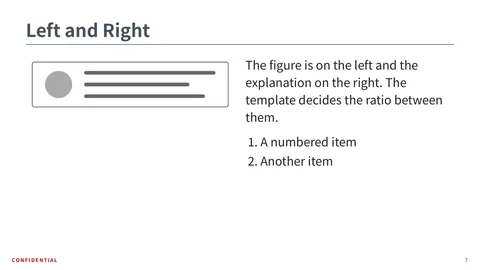 Left and Right
The figure is on the left and the
explanation on the right. The
template decides the ratio between
them.
1. A numbered item
2. Another item
CONFIDENTIAL
7